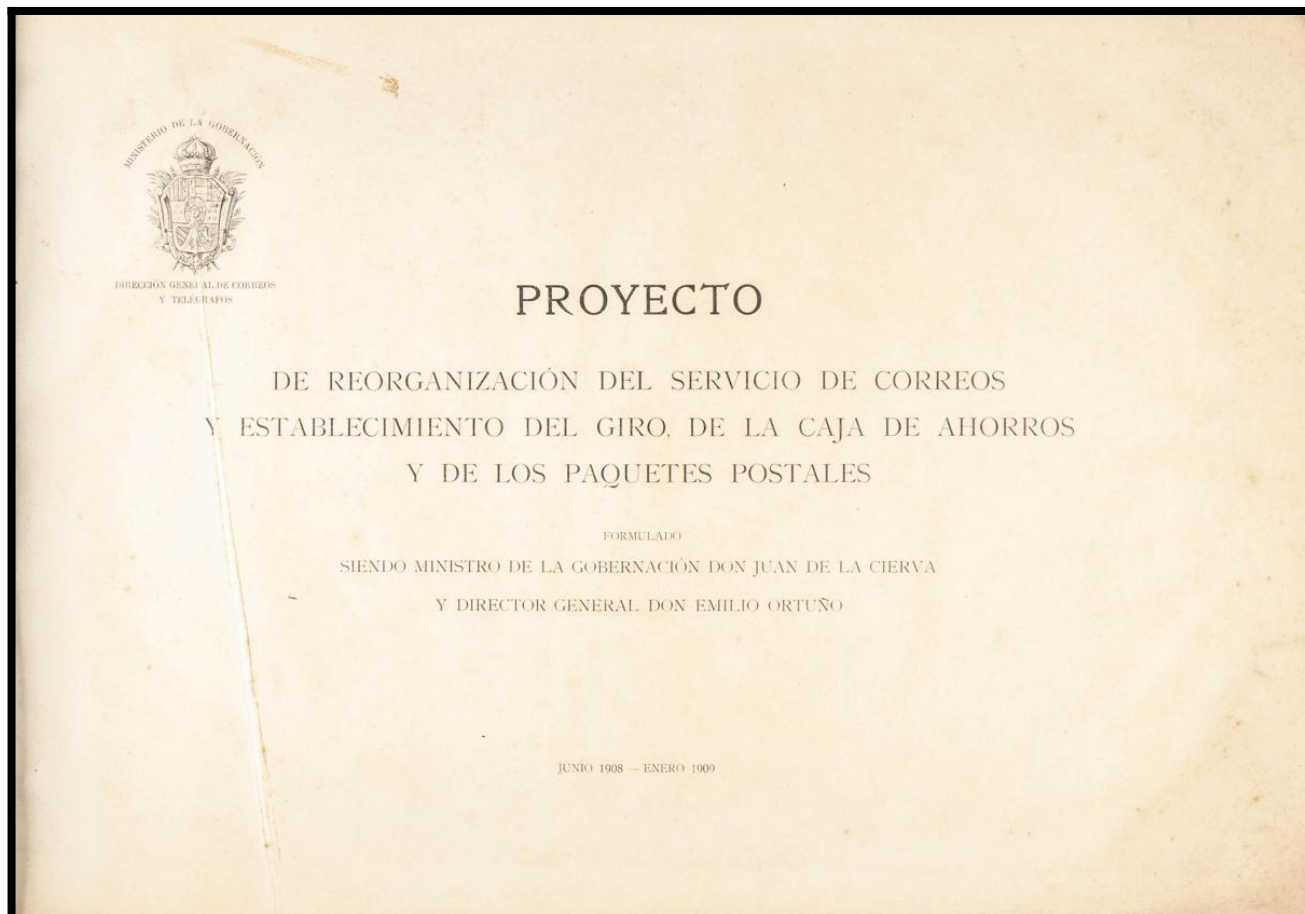 MINISTERIO DE LA GOBERNACIÓN
DIRECCIÓN GENERAL DE CORREOS
Y TELÉGRAFOS
PROYECTO
DE REORGANIZACIÓN DEL SERVICIO DE CORREOS
Y ESTABLECIMIENTO DEL GIRO, DE LA CAJA DE AHORROS
Y DE LOS PAQUETES POSTALES
FORMULADO
SIENDO MINISTRO DE LA GOBERNACIÓN DON JUAN DE LA CIERVA
Y DIRECTOR GENERAL DON EMILIO ORTUÑO
JUNIO 1908 — ENERO 1909